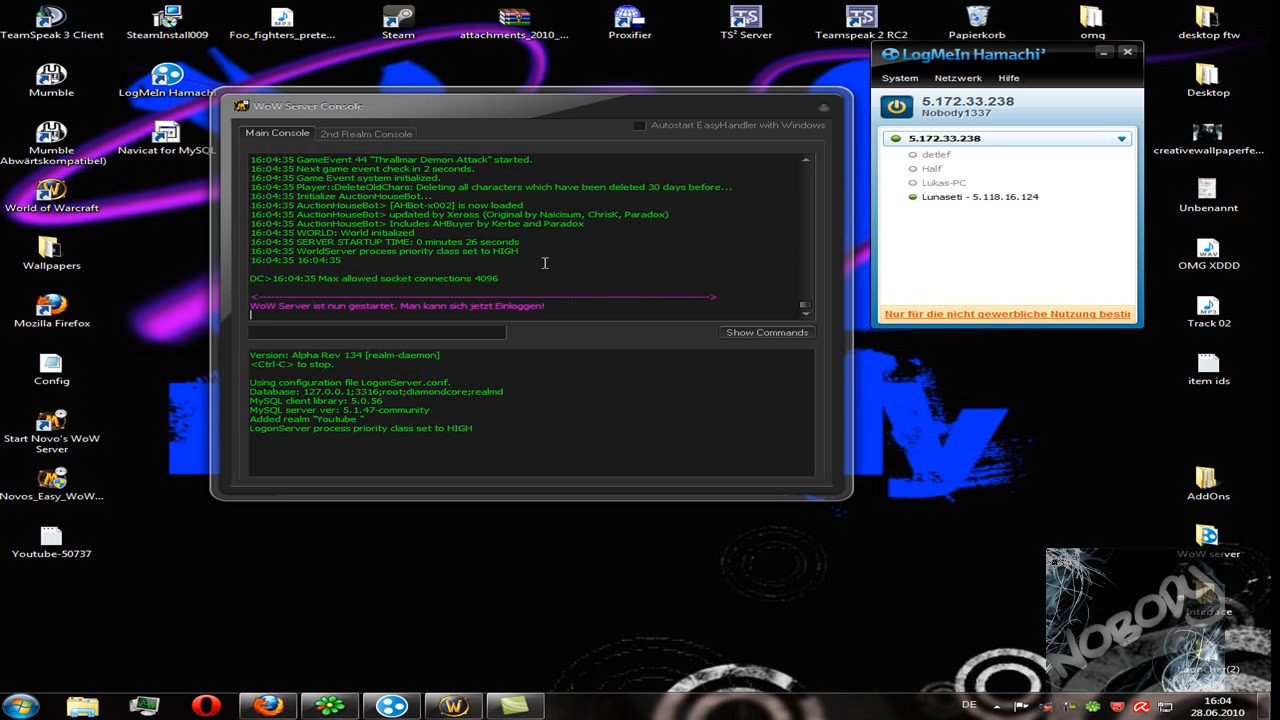 TeamSpeak 3 Client
SteamInstall009
Foo_fighters_prete...
Steam
attachments_2010_...
Proxifier
TS² Server
Teamspeak 2 RC2
Papierkorb
omg
desktop ftw
Mumble
LogMeIn Hamachi
Mumble
(Abwärtskompatibel)
Navicat for MySQL
World of Warcraft
Wallpapers
Mozilla Firefox
Config
Start Novo's WoW
Server
Novos_Easy_WoW...
Youtube-50737
WoW Server Console
Main Console
2nd Realm Console
Autostart EasyHandler with Windows
16:04:35 GameEvent 44 "Thrallmar Demon Attack" started.
16:04:35 Next game event check in 2 seconds.
16:04:35 Game Event system initialized.
16:04:35 Player::DeleteOldChars: Deleting all characters which have been deleted 30 days before...
16:04:35 Initialize AuctionHouseBot...
16:04:35 AuctionHouseBot> [AHBot-x002] is now loaded
16:04:35 AuctionHouseBot> updated by Xeross (Original by Naicisum, ChrisK, Paradox)
16:04:35 AuctionHouseBot> Includes AHBuyer by Kerbe and Paradox
16:04:35 WORLD: World initialized
16:04:35 SERVER STARTUP TIME: 0 minutes 26 seconds
16:04:35 WorldServer process priority class set to HIGH
16:04:35 16:04:35
DC>16:04:35 Max allowed socket connections 4096
<------------------------------------------------------------------------------>
WoW Server ist nun gestartet. Man kann sich jetzt Einloggen!
Show Commands
Version: Alpha Rev 134 [realm-daemon]
<Ctrl-C> to stop.
Using configuration file LogonServer.conf.
Database: 127.0.0.1;3316;root;diamondcore;realmd
MySQL client library: 5.0.56
MySQL server ver: 5.1.47-community
Added realm "Youtube "
LogonServer process priority class set to HIGH
LogMeIn Hamachi²
System
Netzwerk
Hilfe
5.172.33.238
Nobody1337
5.172.33.238
detlef
Half
Lukas-PC
Lunaseti - 5.118.16.124
Nur für die nicht gewerbliche Nutzung bestir
Desktop
creativewallpaperfe...
Unbenannt
OMG XDDD
Track 02
item ids
AddOns
WoW server
Interface
NOBODY
DE
16:04
28.06.2010